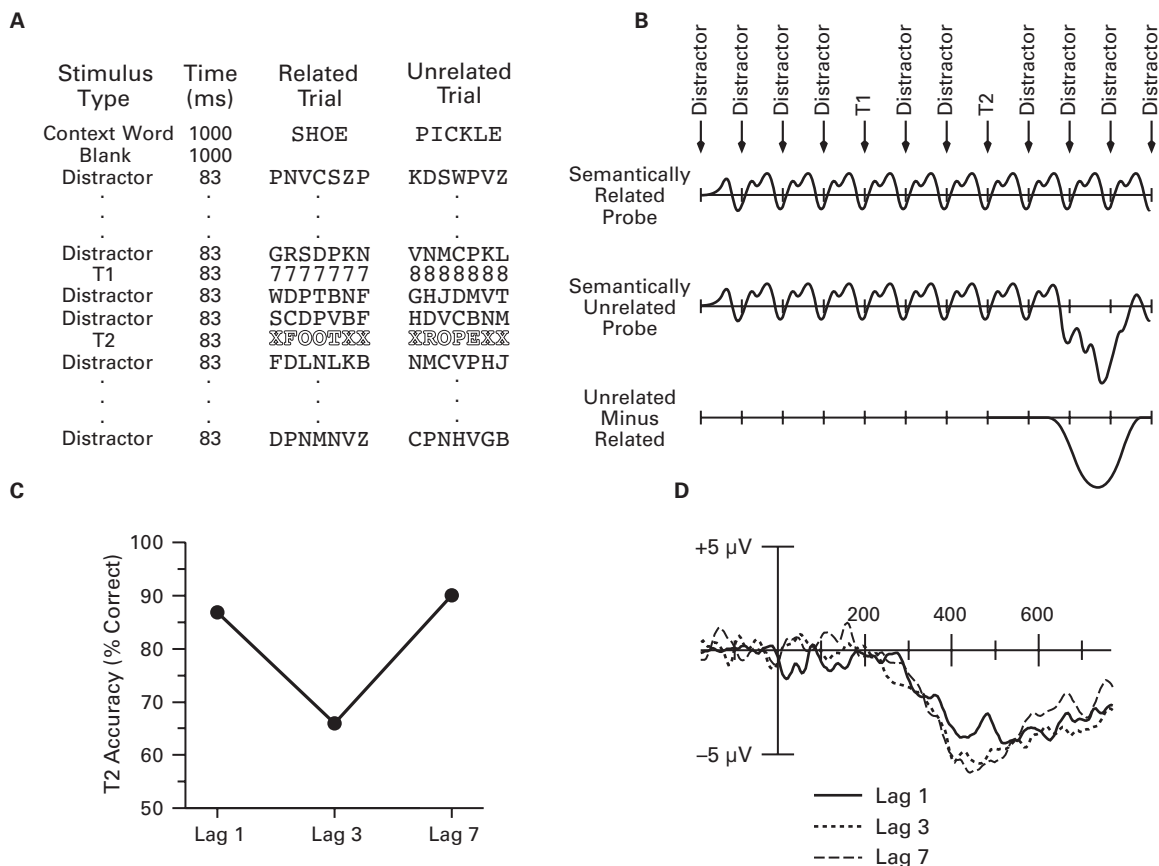 A
Stimulus Type Time (ms) Related Trial Unrelated Trial
Context Word 1000 SHOE PICKLE
Blank 1000
Distractor 83 PNVCSZP KDSWPVZ
. . . .
. . . .
. . . .
Distractor 83 GRSDPKN VNMCPKL
T1 83 7777777 8888888
Distractor 83 WDPTBNF GHJDMVT
Distractor 83 SCDPVBF HDVCBNM
T2 83 XFOOTXX XROPEXX
Distractor 83 FDLNLKB NMCVPHJ
. . . .
. . . .
. . . .
Distractor 83 DPNMNVZ CPNHVGB
B
Distractor
Distractor
Distractor
Distractor
T1
Distractor
Distractor
T2
Distractor
Distractor
Distractor
Distractor
Semantically
Related
Probe
Semantically
Unrelated
Probe
Unrelated
Minus
Related
C
T2 Accuracy (% Correct)
100
90
80
70
60
50
Lag 1 Lag 3 Lag 7
D
+5 µV
200 400 600
−5 µV
Lag 1
Lag 3
Lag 7